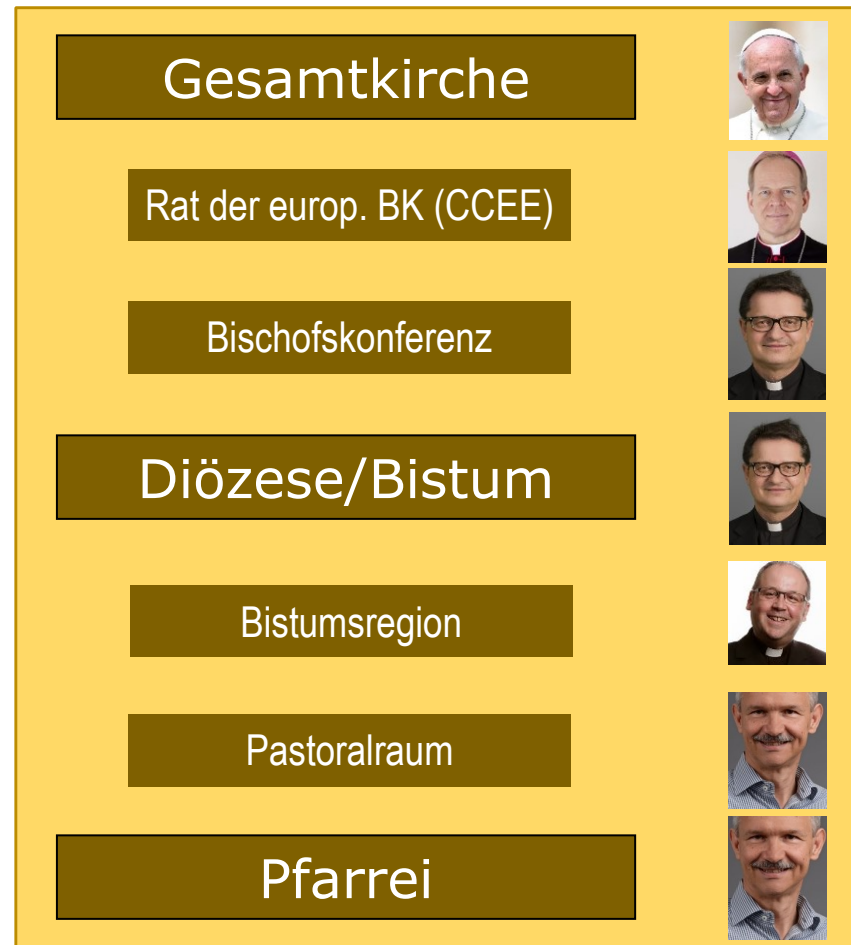 Gesamtkirche
Rat der europ. BK (CCEE)
Bischofskonferenz
Diözese/Bistum
Bistumsregion
Pastoralraum
Pfarrei